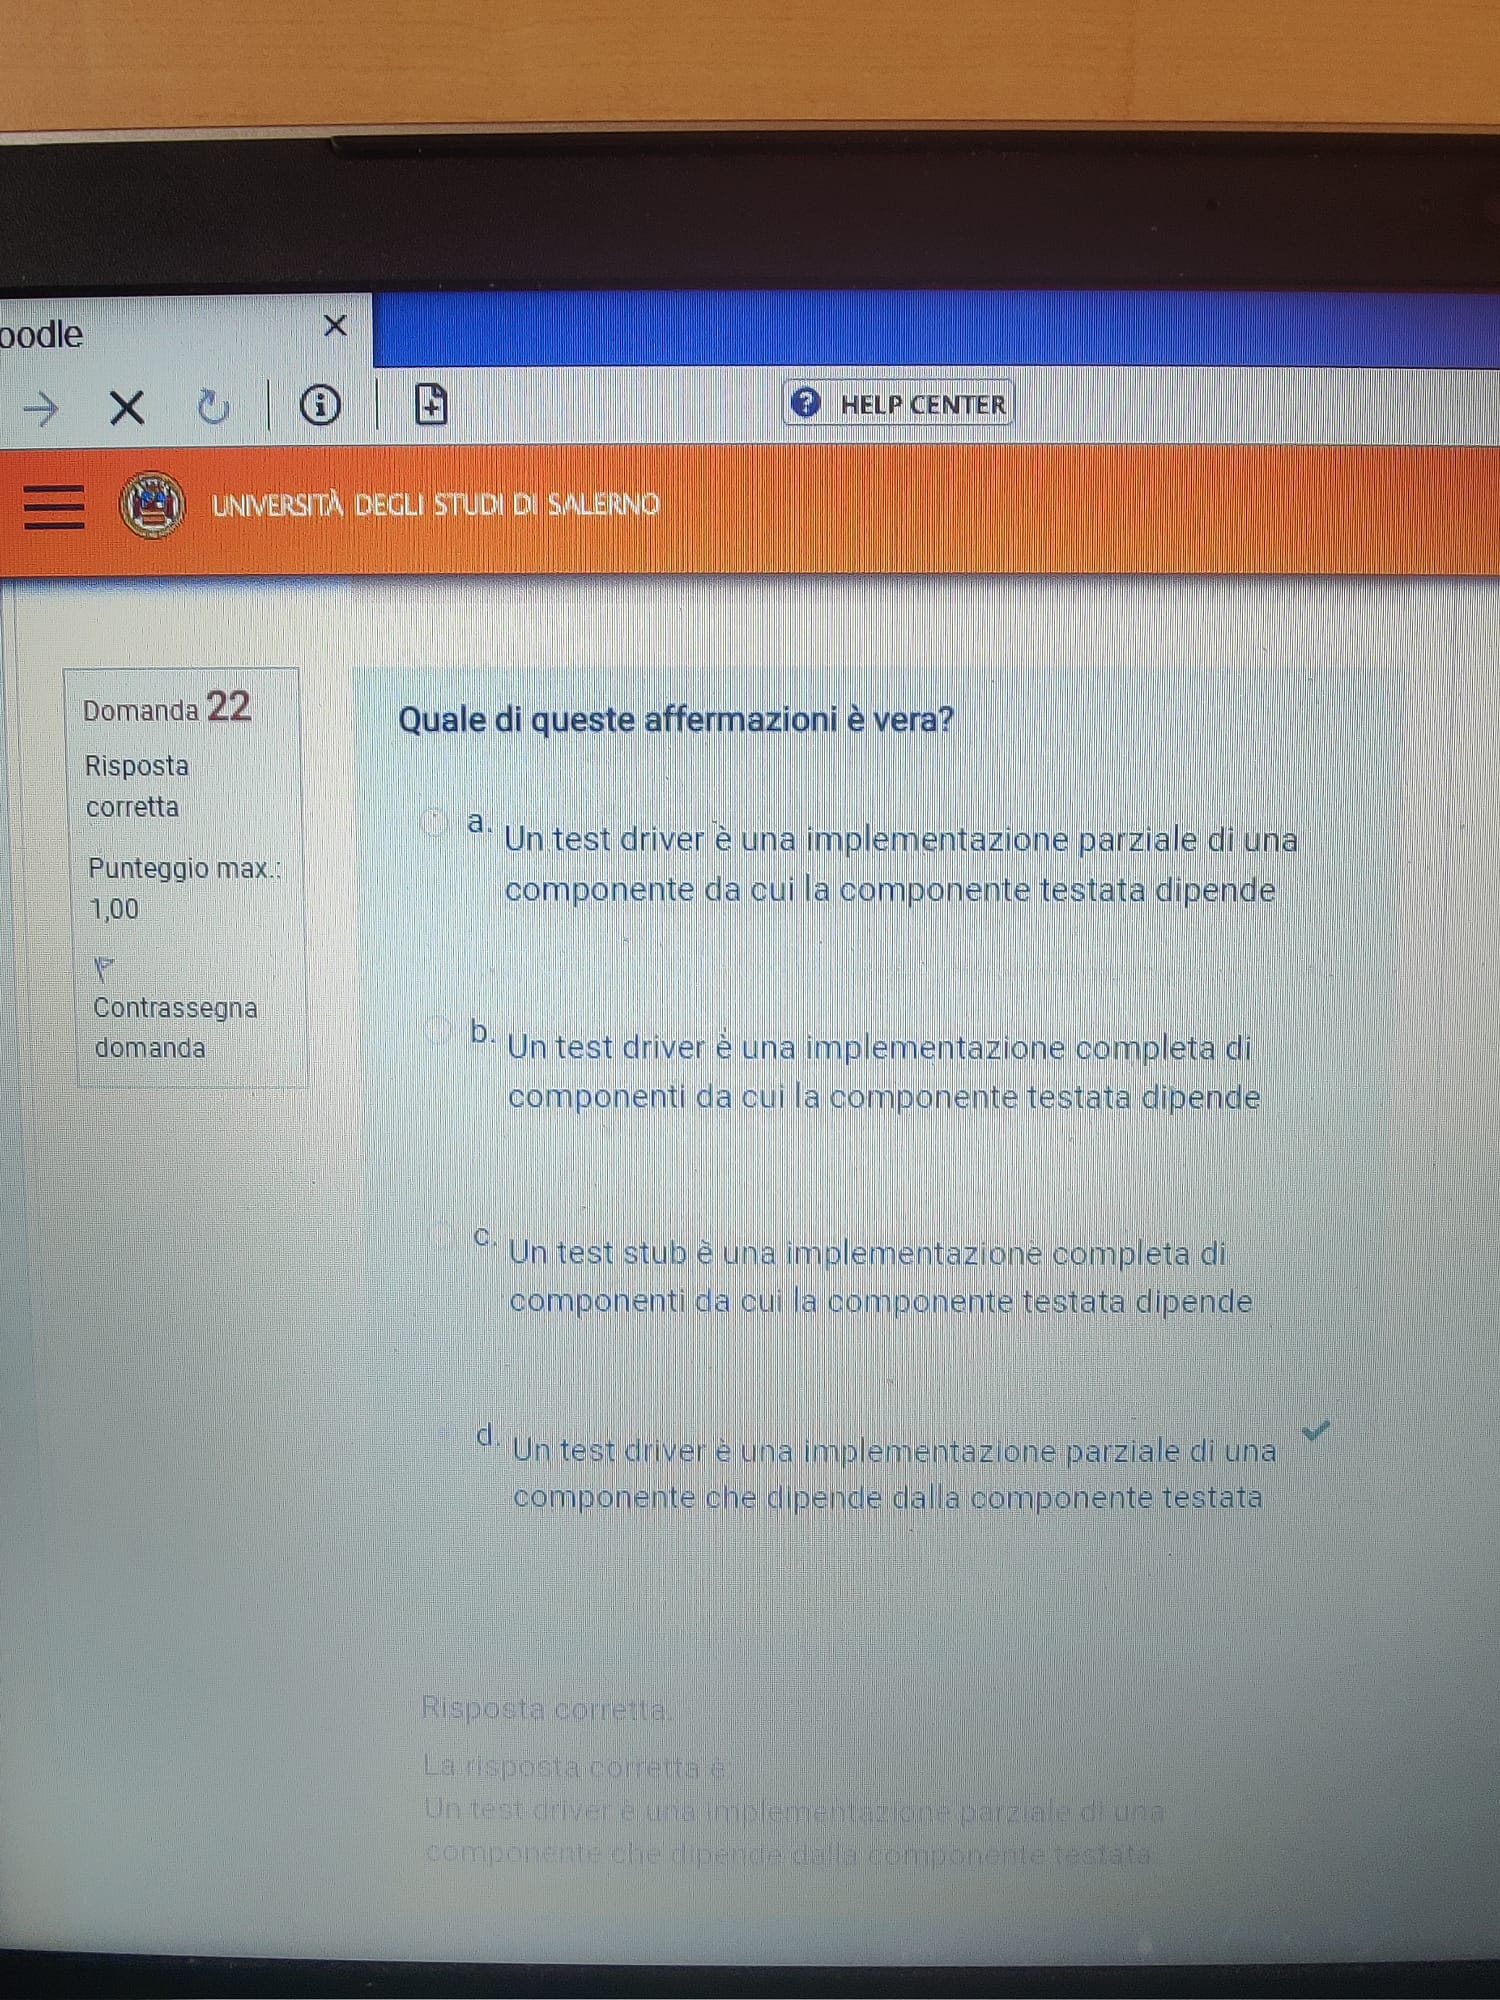 oodle
HELP CENTER
UNIVERSITÀ DEGLI STUDI DI SALERNO
Domanda 22
Risposta
corretta
Punteggio max.:
1,00
Contrassegna
domanda
Quale di queste affermazioni è vera?
a. Un test driver è una implementazione parziale di una
componente da cui la componente testata dipende
b. Un test driver è una implementazione completa di
componenti da cui la componente testata dipende
c. Un test stub è una implementazione completa di
componenti da cui la componente testata dipende
d. Un test driver è una implementazione parziale di una
componente che dipende dalla componente testata
Risposta corretta.
La risposta corretta è:
Un test driver è una implementazione parziale di una
componente che dipende dalla componente testata